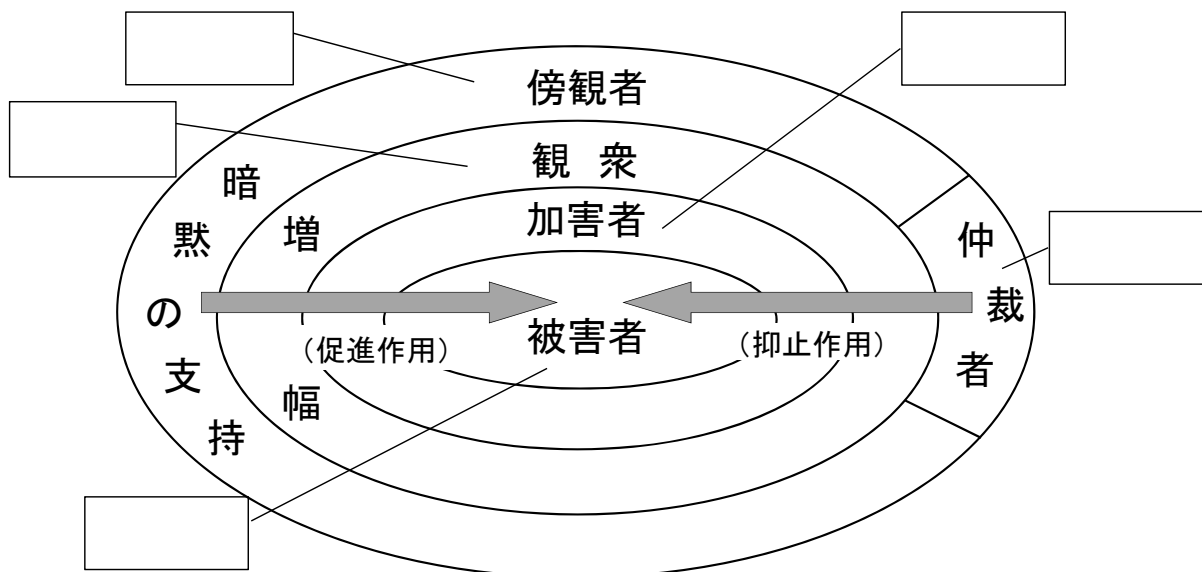 傍観者
観 衆
加害者
被害者
暗黙の支持
増幅
仲裁者
(促進作用)
(抑止作用)